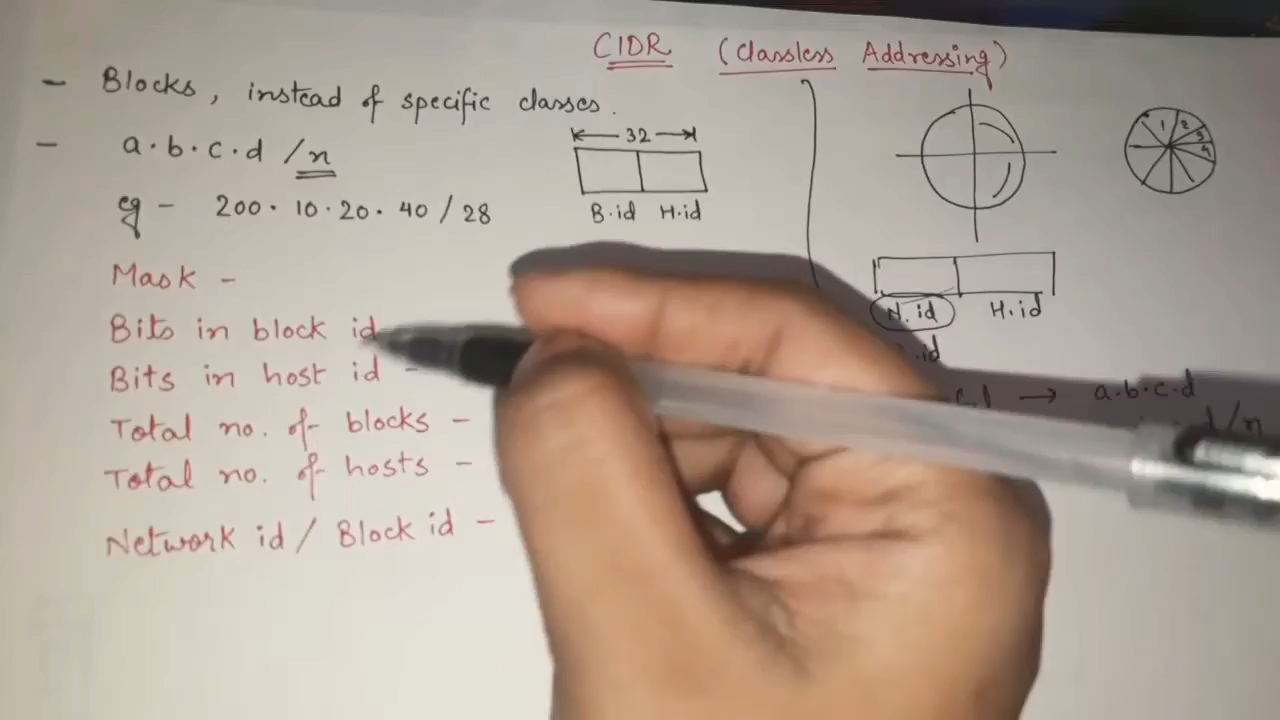 CIDR (Classless Addressing)
- Blocks, instead of specific classes.
- a.b.c.d /n
eg - 200.10.20.40/28
32
B.id H.id
Mask -
Bits in block id
Bits in host id -
Total no. of blocks -
Total no. of hosts -
Network id / Block id -
1 2 3 4
N.id H.id
.id
→ a.b.c.d
d/n